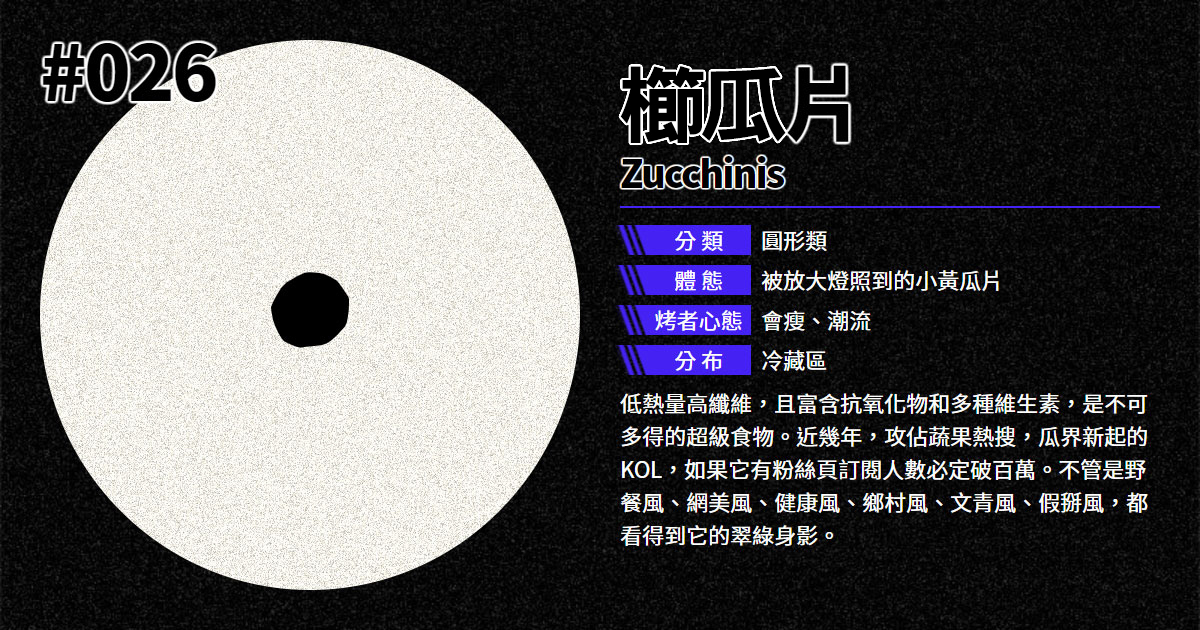 #026
櫛瓜片
Zucchinis
分類 圓形類
體態 被放大燈照到的小黃瓜片
烤者心態 會瘦、潮流
分布 冷藏區
低熱量高纖維，且富含抗氧化物和多種維生素，是不可
多得的超級食物。近幾年，攻佔蔬果熱搜，瓜界新起的
KOL，如果它有粉絲頁訂閱人數必定破百萬。不管是野
餐風、網美風、健康風、鄉村風、文青風、假掰風，都
看得到它的翠綠身影。